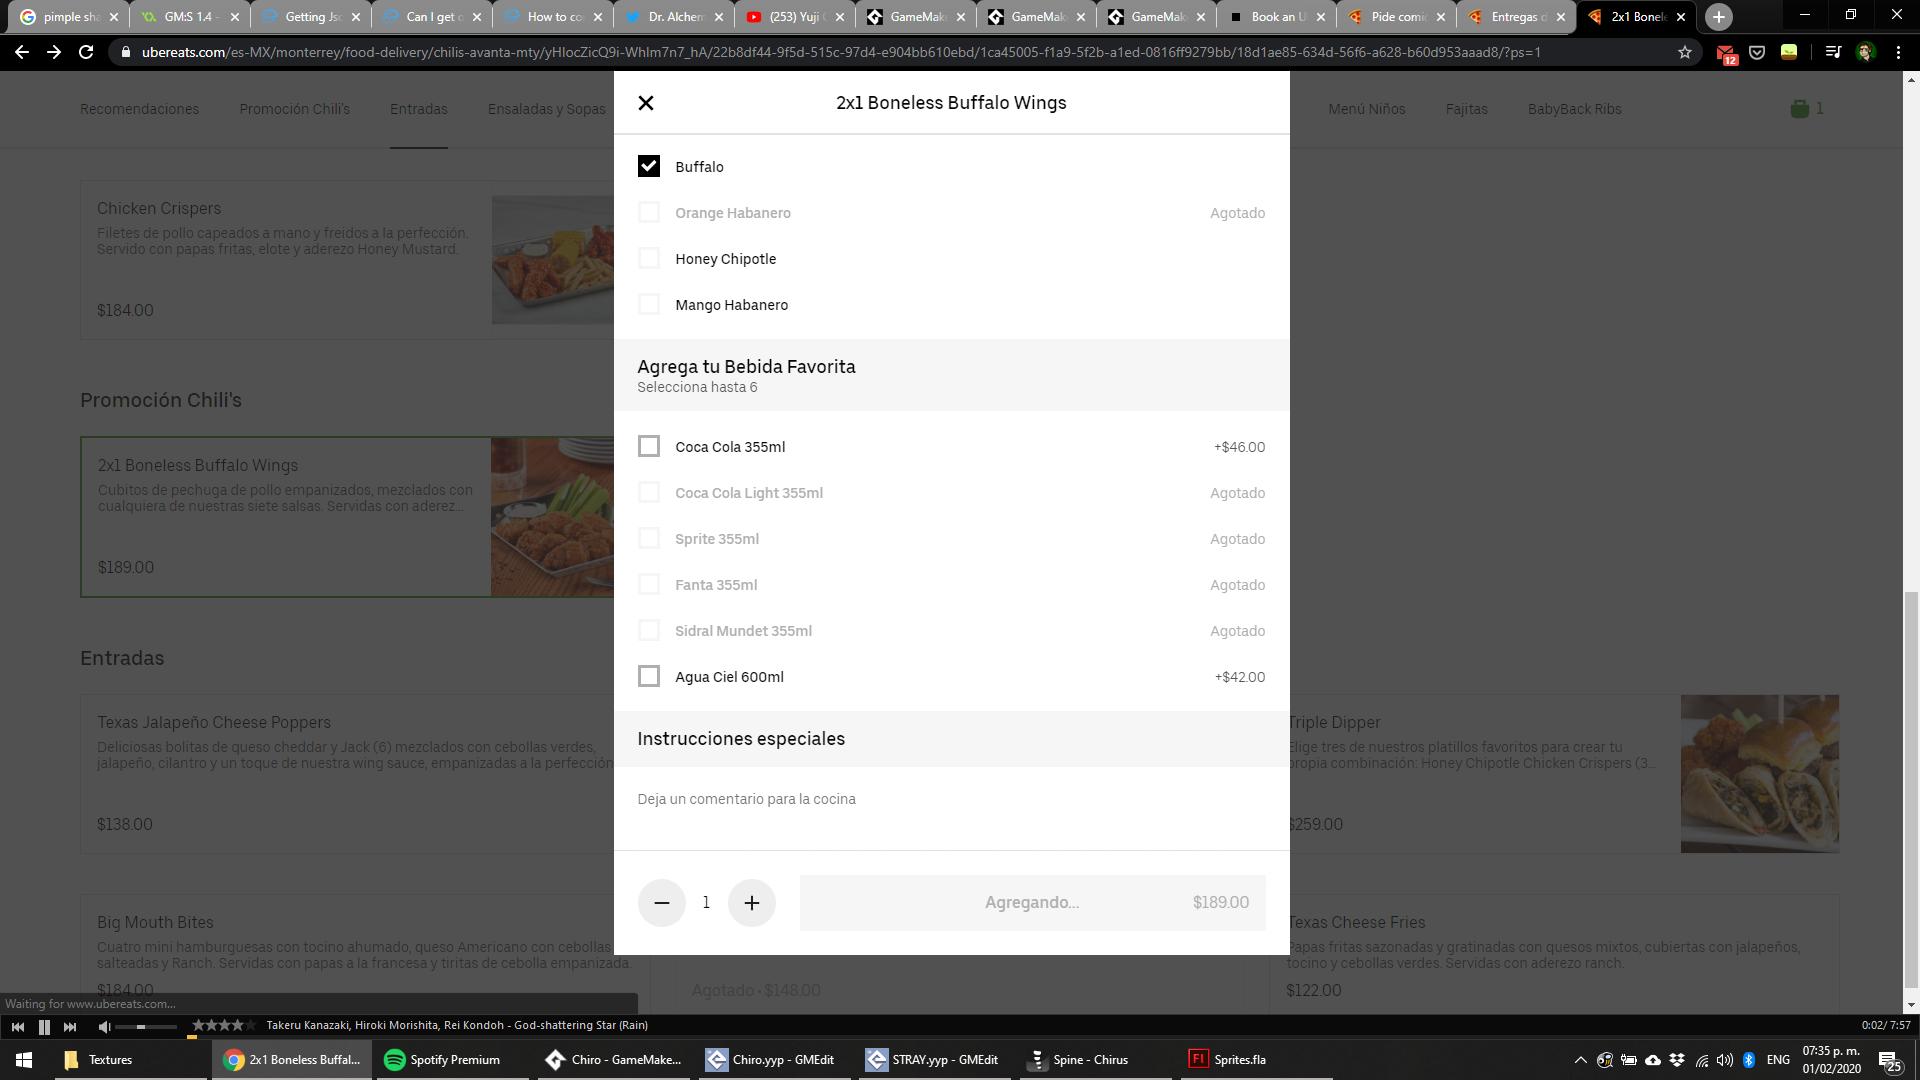 pimple sha
GM:S 1.4 -
Getting Jso
Can I get o
How to co
Dr. Alchem
(253) Yuji
GameMak
GameMak
GameMak
Book an U
Pide comi
Entregas d
2x1 Bonele
ubereats.com/es-MX/monterrey/food-delivery/chilis-avanta-mty/yHIocZicQ9i-WhIm7n7_hA/22b8df44-9f5d-515c-97d4-e904bb610ebd/1ca45005-f1a9-5f2b-a1ed-0816ff9279bb/18d1ae85-634d-56f6-a628-b60d953aaad8/?ps=1
12
Recomendaciones
Promoción Chili's
Entradas
Ensaladas y Sopas
Menú Niños
Fajitas
BabyBack Ribs
1
Chicken Crispers
Filetes de pollo capeados a mano y freidos a la perfección.
Servido con papas fritas, elote y aderezo Honey Mustard.
$184.00
Promoción Chili's
2x1 Boneless Buffalo Wings
Cubitos de pechuga de pollo empanizados, mezclados con
cualquiera de nuestras siete salsas. Servidas con aderez...
$189.00
Entradas
Texas Jalapeño Cheese Poppers
Deliciosas bolitas de queso cheddar y Jack (6) mezclados con cebollas verdes,
jalapeño, cilantro y un toque de nuestra wing sauce, empanizadas a la perfección
$138.00
Big Mouth Bites
Cuatro mini hamburguesas con tocino ahumado, queso Americano con cebollas
salteadas y Ranch. Servidas con papas a la francesa y tiritas de cebolla empanizada.
$184.00
2x1 Boneless Buffalo Wings
Buffalo
Orange Habanero Agotado
Honey Chipotle
Mango Habanero
Agrega tu Bebida Favorita
Selecciona hasta 6
Coca Cola 355ml +$46.00
Coca Cola Light 355ml Agotado
Sprite 355ml Agotado
Fanta 355ml Agotado
Sidral Mundet 355ml Agotado
Agua Ciel 600ml +$42.00
Instrucciones especiales
Deja un comentario para la cocina
1
Agregando... $189.00
Agotado • $148.00
Triple Dipper
Elige tres de nuestros platillos favoritos para crear tu
propia combinación: Honey Chipotle Chicken Crispers (3...
$259.00
Texas Cheese Fries
Papas fritas sazonadas y gratinadas con quesos mixtos, cubiertas con jalapeños,
tocino y cebollas verdes. Servidas con aderezo ranch.
$122.00
Waiting for www.ubereats.com...
Takeru Kanazaki, Hiroki Morishita, Rei Kondoh - God-shattering Star (Rain)
0:02/ 7:57
Textures
2x1 Boneless Buffal...
Spotify Premium
Chiro - GameMake...
Chiro.yyp - GMEdit
STRAY.yyp - GMEdit
Spine - Chirus
Fl
Sprites.fla
ENG
07:35 p. m.
01/02/2020
25